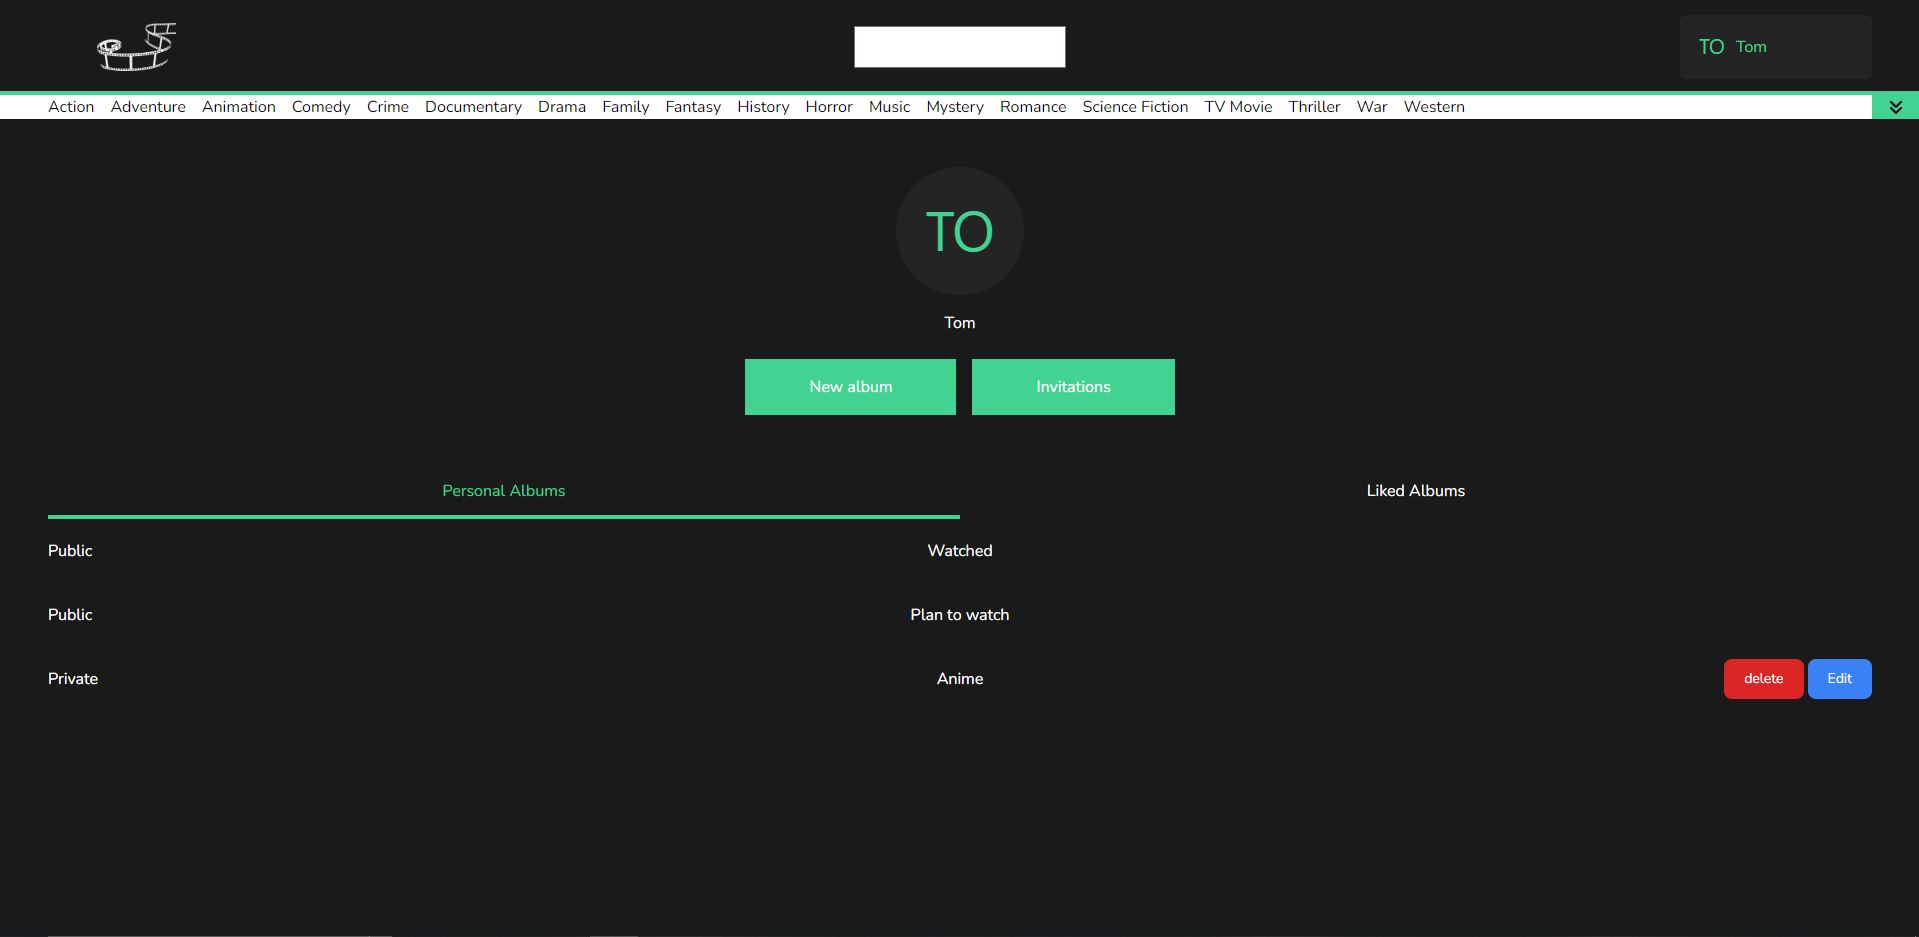 TO Tom
Action Adventure Animation Comedy Crime Documentary Drama Family Fantasy History Horror Music Mystery Romance Science Fiction TV Movie Thriller War Western
TO
Tom
New album Invitations
Personal Albums Liked Albums
Public Watched
Public Plan to watch
Private Anime delete Edit